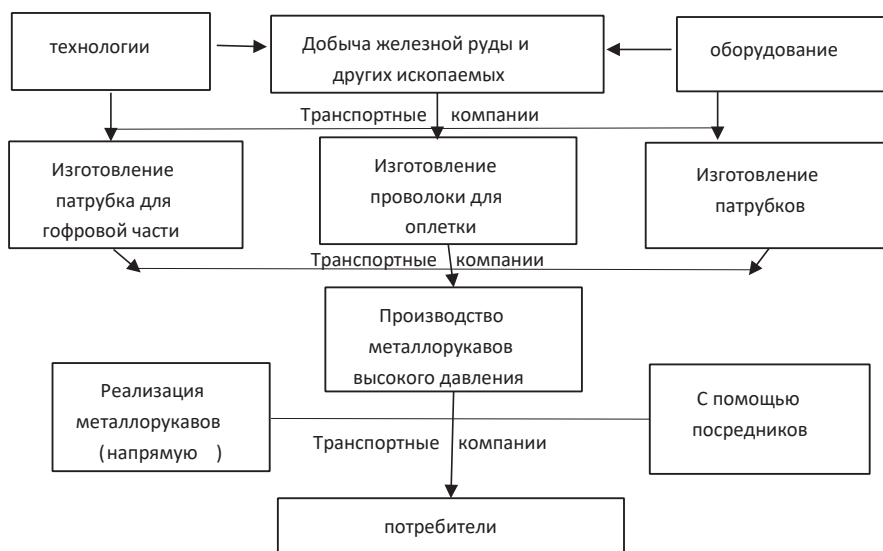 технологии
Добыча железной руды и
других ископаемых
оборудование
Транспортные компании
Изготовление
патрубка для
гофровой части
Изготовление
проволоки для
оплетки
Изготовление
патрубков
Транспортные компании
Производство
металлорукавов
высокого давления
Реализация
металлорукавов
(напрямую )
С помощью
посредников
Транспортные компании
потребители